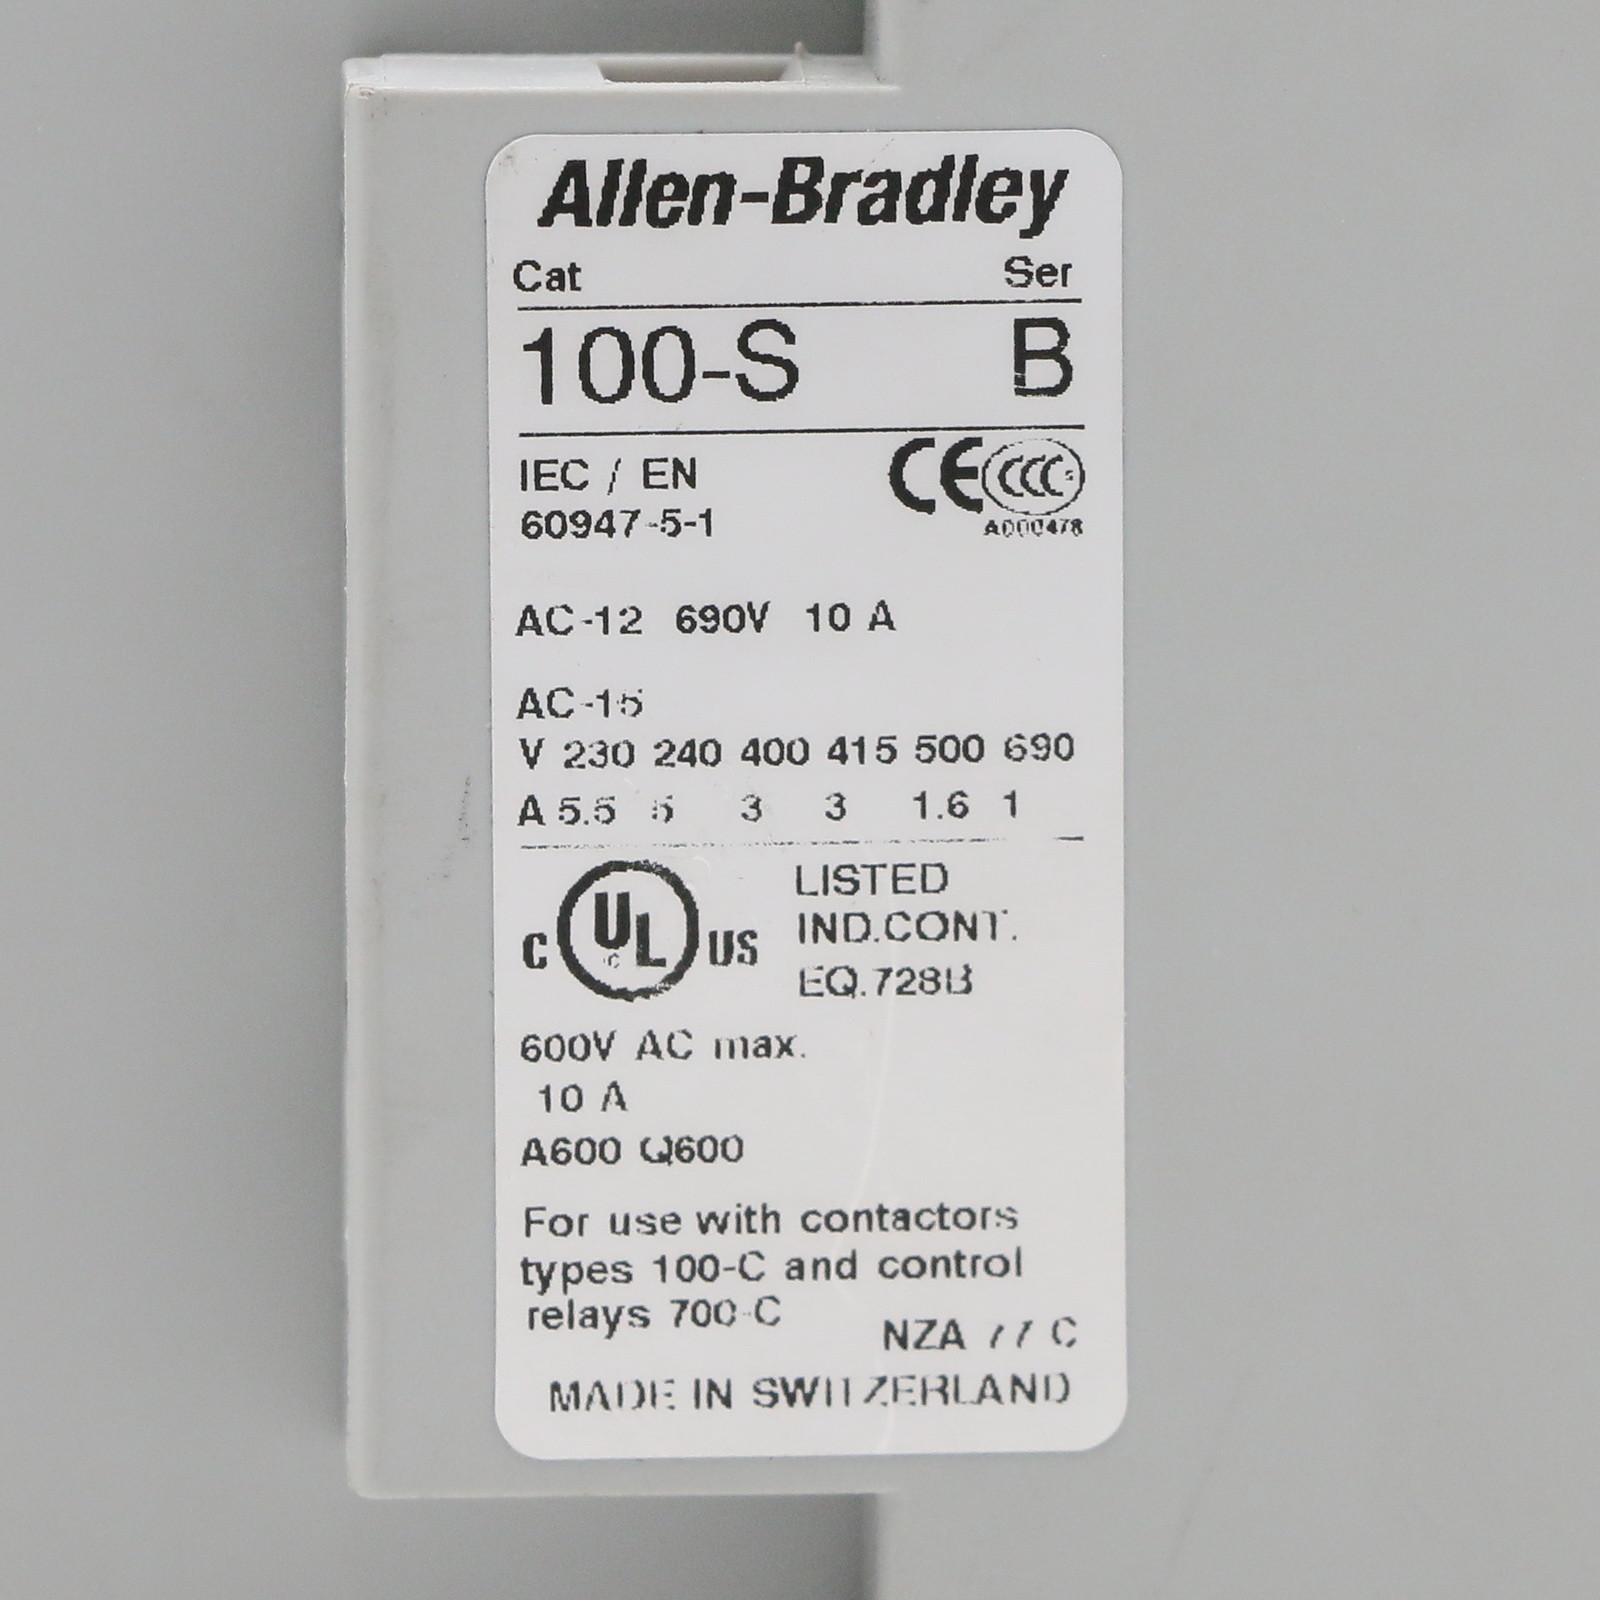 Allen-Bradley
Cat Ser
100-S B
IEC / EN
60947-5-1
CE CCC S
A000478
AC-12 690V 10 A
AC-15
V 230 240 400 415 500 690
A 5.5 5 3 3 1.6 1
C UL US
LISTED
IND.CONT.
EQ.728B
600V AC max.
10 A
A600 Q600
For use with contactors
types 100-C and control
relays 700-C
NZA 77 C
MADE IN SWITZERLAND